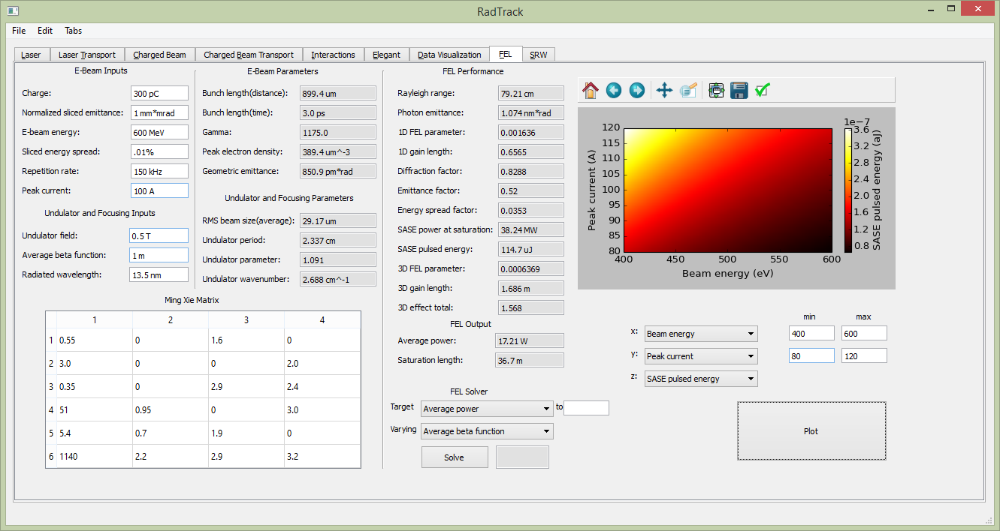 RadTrack
File Edit Tabs
Laser Laser Transport Charged Beam Charged Beam Transport Interactions Elegant Data Visualization FEL SRW
E-Beam Inputs
Charge: 300 pC
Normalized sliced emittance: 1 mm*mrad
E-beam energy: 600 MeV
Sliced energy spread: .01%
Repetition rate: 150 kHz
Peak current: 100 A
Undulator and Focusing Inputs
Undulator field: 0.5 T
Average beta function: 1 m
Radiated wavelength: 13.5 nm
E-Beam Parameters
Bunch length(distance): 899.4 um
Bunch length(time): 3.0 ps
Gamma: 1175.0
Peak electron density: 389.4 um^-3
Geometric emittance: 850.9 pm*rad
Undulator and Focusing Parameters
RMS beam size(average): 29.17 um
Undulator period: 2.337 cm
Undulator parameter: 1.091
Undulator wavenumber: 2.688 cm^-1
Ming Xie Matrix
1 2 3 4
1 0.55 0 1.6 0
2 3.0 0 0 2.0
3 0.35 0 2.9 2.4
4 51 0.95 0 3.0
5 5.4 0.7 1.9 0
6 1140 2.2 2.9 3.2
FEL Performance
Rayleigh range: 79.21 cm
Photon emittance: 1.074 nm*rad
1D FEL parameter: 0.001636
1D gain length: 0.6565
Diffraction factor: 0.8288
Emittance factor: 0.52
Energy spread factor: 0.0353
SASE power at saturation: 38.24 MW
SASE pulsed energy: 114.7 uJ
3D FEL parameter: 0.0006369
3D gain length: 1.686 m
3D effect total: 1.568
FEL Output
Average power: 17.21 W
Saturation length: 36.7 m
FEL Solver
Target Average power to
Varying Average beta function
Solve
1e−7
120
115
110
105
100
95
90
85
80
Peak current (A)
400 450 500 550 600
Beam energy (eV)
3.6
3.2
2.8
2.4
2.0
1.6
1.2
0.8
SASE pulsed energy (aJ)
min max
x: Beam energy 400 600
y: Peak current 80 120
z: SASE pulsed energy
Plot